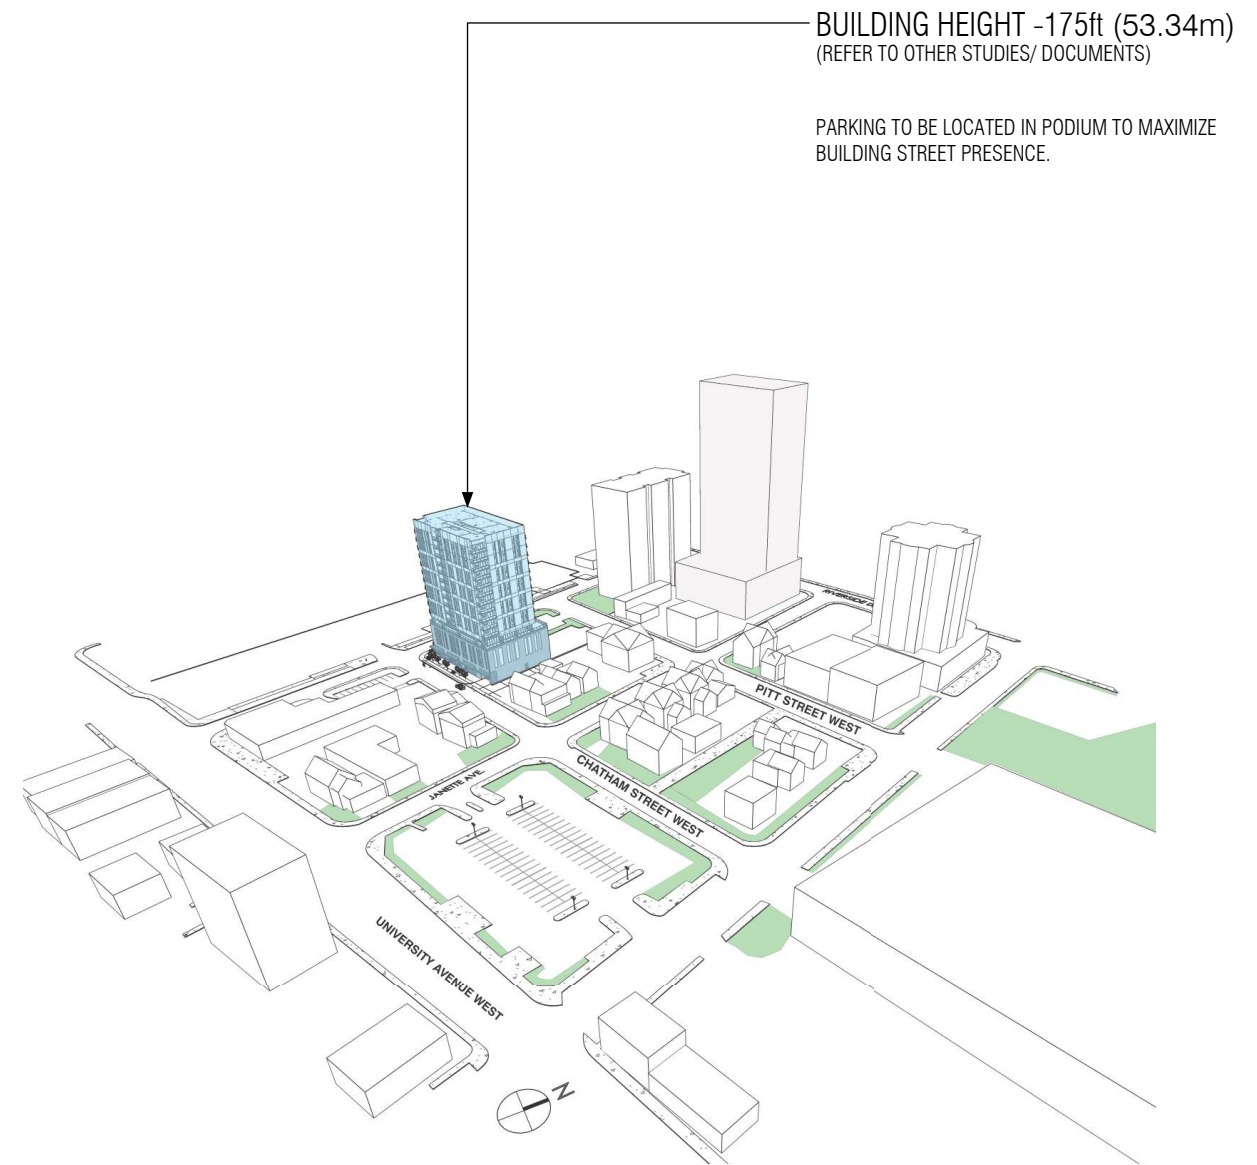 BUILDING HEIGHT -175ft (53.34m)
(REFER TO OTHER STUDIES/ DOCUMENTS)
PARKING TO BE LOCATED IN PODIUM TO MAXIMIZE
BUILDING STREET PRESENCE.
RIVERSIDE D
PITT STREET WEST
CHATHAM STREET WEST
JANETTE AVE.
UNIVERSITY AVENUE WEST
N